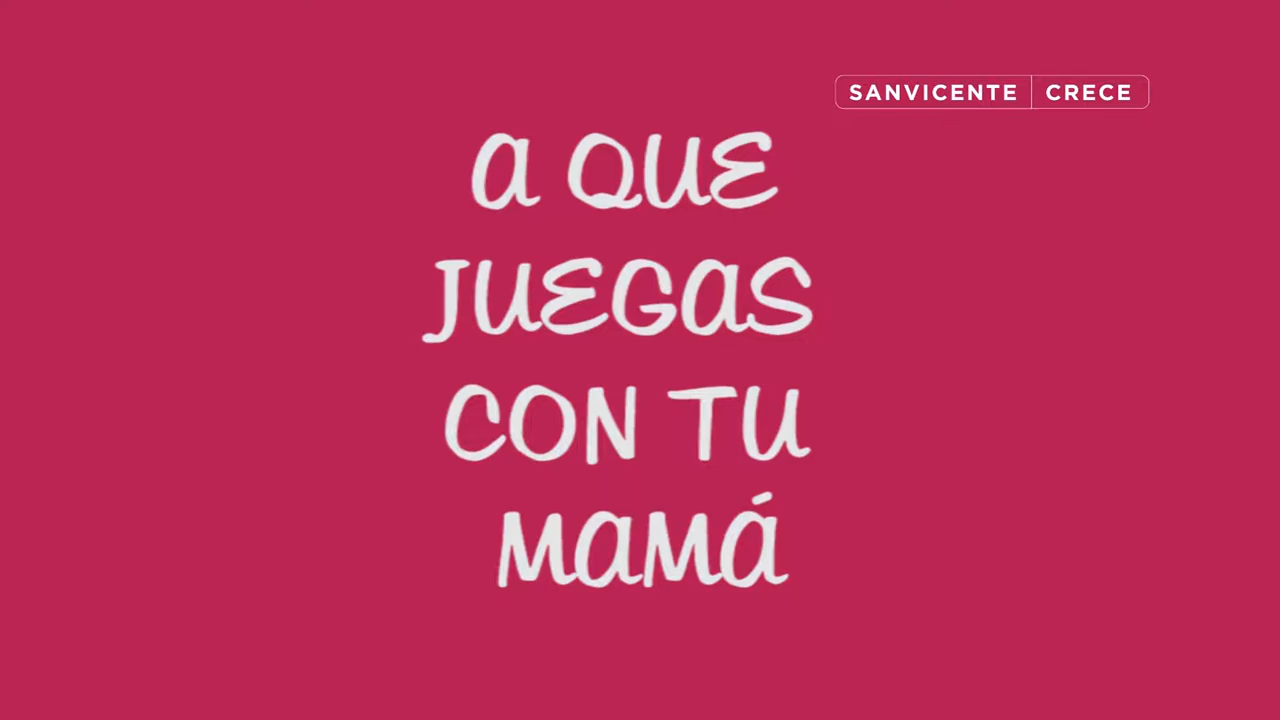 SANVICENTE | CRECE
A QUE
JUEGAS
CON TU
MAMÁ